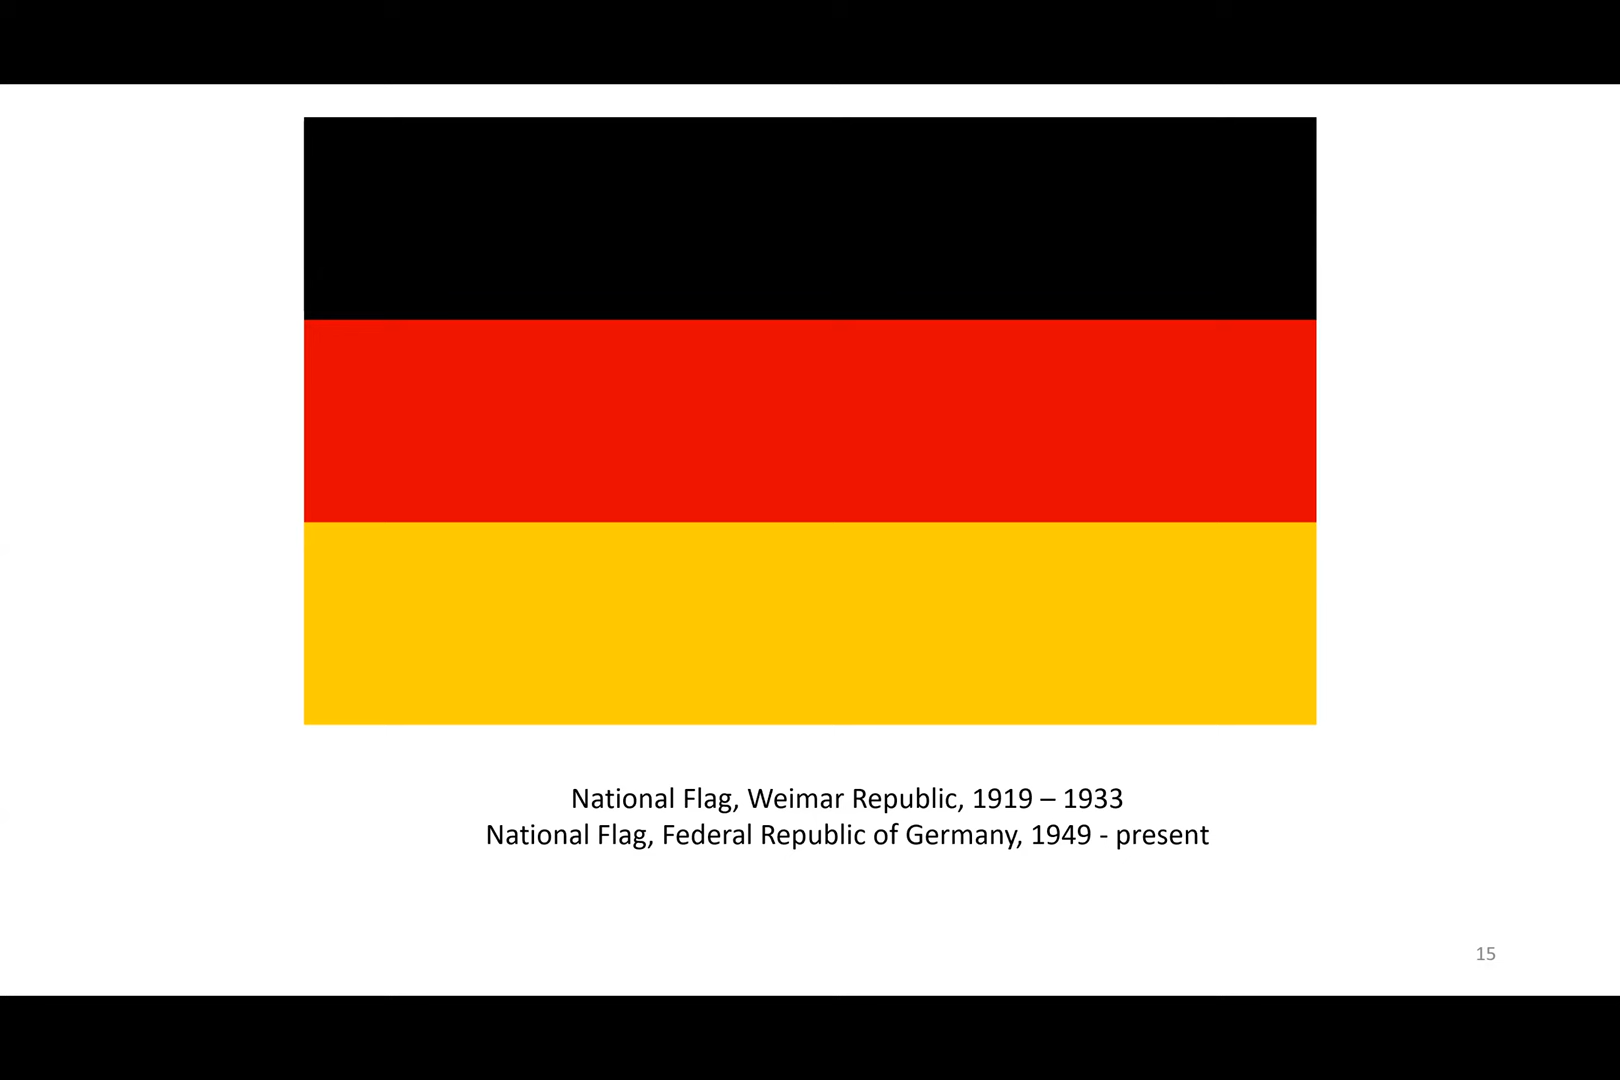 National Flag, Weimar Republic, 1919 – 1933
National Flag, Federal Republic of Germany, 1949 - present
15